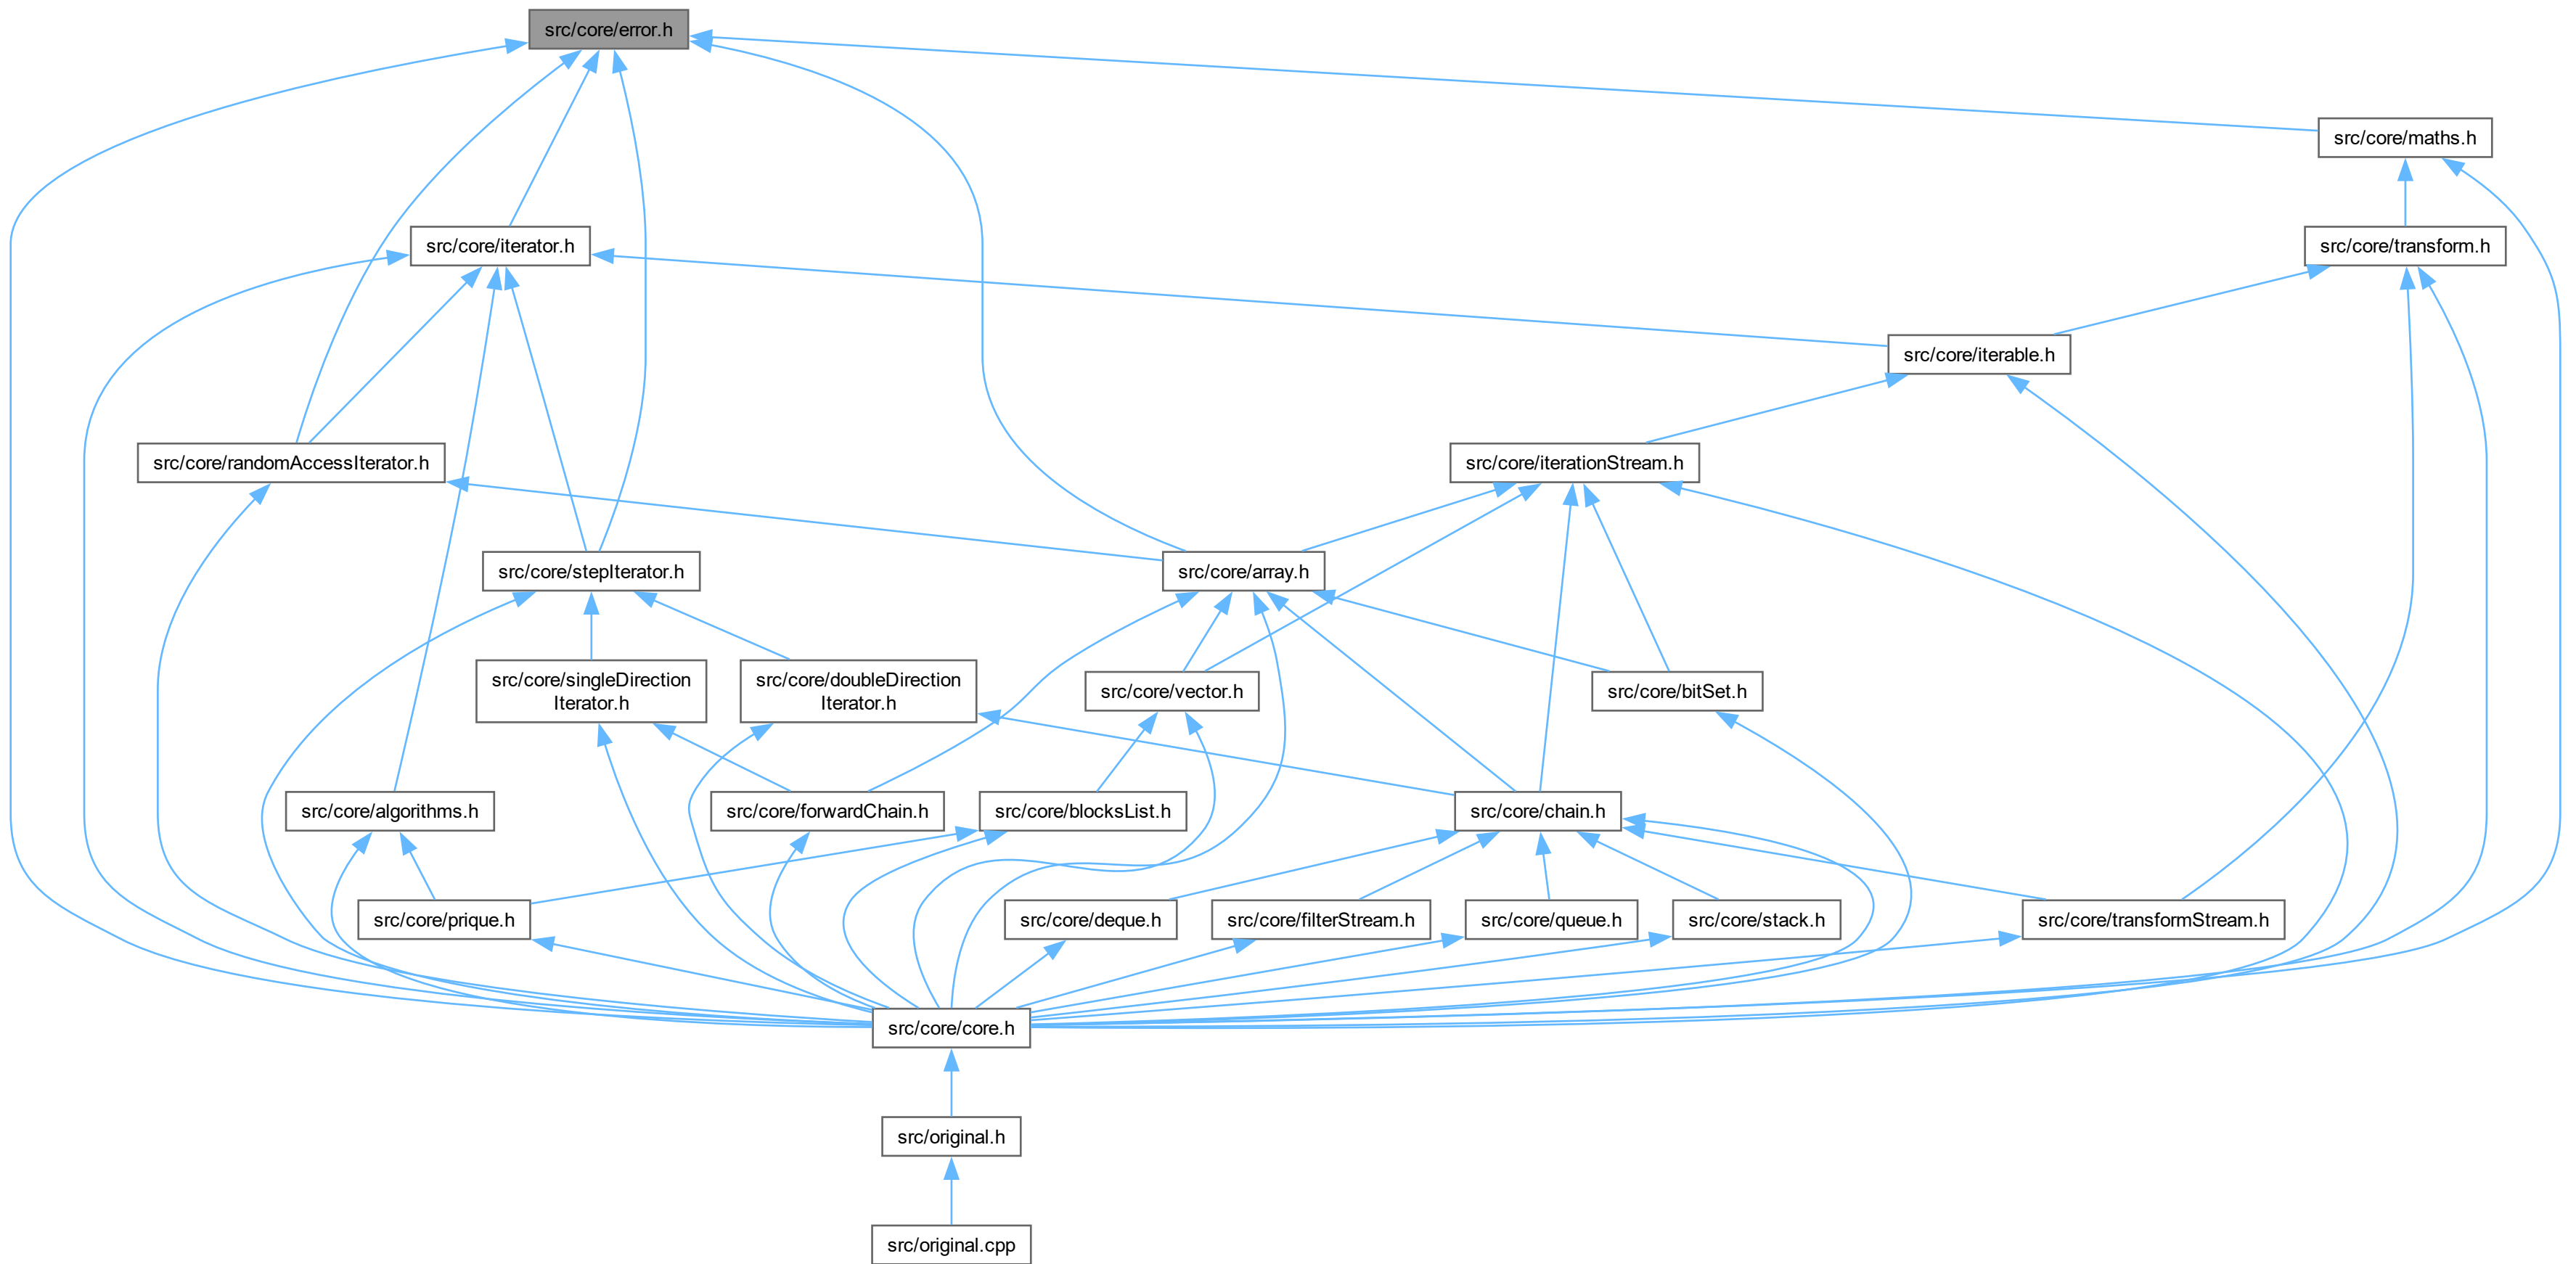 src/core/error.h
src/core/maths.h
src/core/iterator.h
src/core/transform.h
src/core/iterable.h
src/core/randomAccessIterator.h
src/core/iterationStream.h
src/core/stepIterator.h
src/core/array.h
src/core/singleDirection
Iterator.h
src/core/doubleDirection
Iterator.h
src/core/vector.h
src/core/bitSet.h
src/core/algorithms.h
src/core/forwardChain.h
src/core/blocksList.h
src/core/chain.h
src/core/prique.h
src/core/deque.h
src/core/filterStream.h
src/core/queue.h
src/core/stack.h
src/core/transformStream.h
src/core/core.h
src/original.h
src/original.cpp